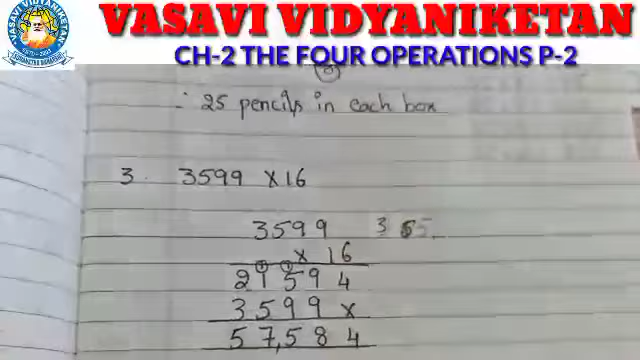 VASAVI VIDYANIKETAN
CH-2 THE FOUR OPERATIONS P-2
∴ 25 pencils in each box
3. 3599 × 16
3599
× 16
21594
3599×
57,584